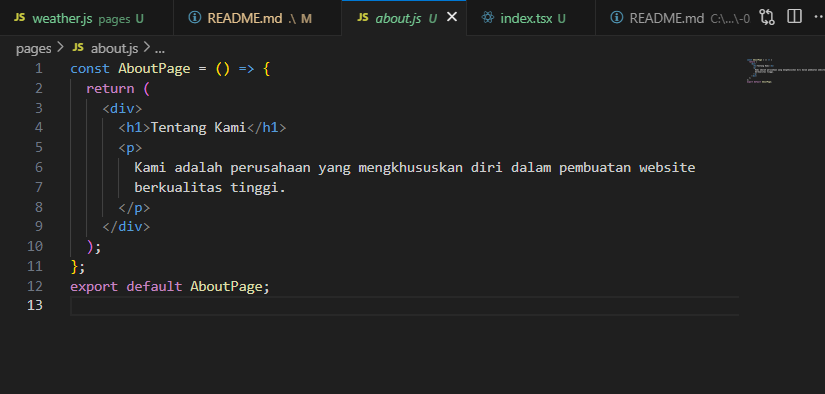 JS weather.js pages U README.md .\ M JS about.js U index.tsx U README.md C:\...\-0
pages > JS about.js > ...
1 const AboutPage = () => {
2 return (
3 <div>
4 <h1>Tentang Kami</h1>
5 <p>
6 Kami adalah perusahaan yang mengkhususkan diri dalam pembuatan website
7 berkualitas tinggi.
8 </p>
9 </div>
10 );
11 };
12 export default AboutPage;
13